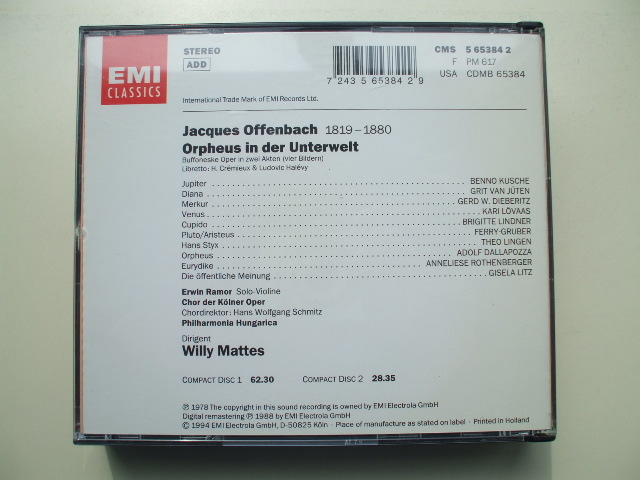 EMI
CLASSICS
STEREO
ADD
7 243 5 65384 2 9
CMS 5 65384 2
F PM 617
USA CDMB 65384
International Trade Mark of EMI Records Ltd.
Jacques Offenbach 1819–1880
Orpheus in der Unterwelt
Buffoneske Oper in zwei Akten (vier Bildern)
Libretto: H. Crémieux & Ludovic Halévy
Jupiter BENNO KUSCHE
Diana GRIT VAN JÜTEN
Merkur GERD W. DIEBERITZ
Venus KARI LÖVAAS
Cupido BRIGITTE LINDNER
Pluto/Aristeus FERRY-GRUBER
Hans Styx THEO LINGEN
Orpheus ADOLF DALLAPOZZA
Eurydike ANNELIESE ROTHENBERGER
Die öffentliche Meinung GISELA LITZ
Erwin Ramor Solo-Violine
Chor der Kölner Oper
Chordirektor: Hans Wolfgang Schmitz
Philharmonia Hungarica
Dirigent
Willy Mattes
COMPACT DISC 1 62.30 COMPACT DISC 2 28.35
℗ 1978 The copyright in this sound recording is owned by EMI Electrola GmbH
Digital remastering ℗ 1988 by EMI Electrola GmbH
© 1994 EMI Electrola GmbH, D-50825 Köln · Place of manufacture as stated on label · Printed in Holland